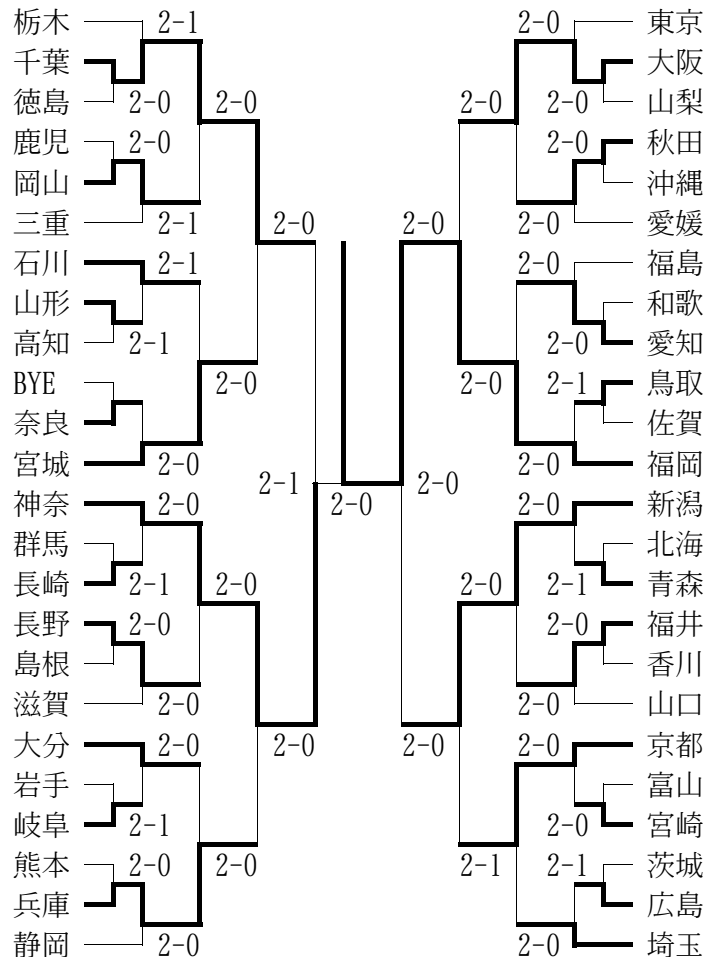 栃木 2-1 2-0 東京
千葉 大阪
徳島 2-0 2-0 2-0 2-0 山梨
鹿児 2-0 2-0 秋田
岡山 沖縄
三重 2-1 2-0 2-0 2-0 愛媛
石川 2-1 2-0 福島
山形 和歌
高知 2-1 2-0 愛知
BYE 2-0 2-0 2-1 鳥取
奈良 佐賀
宮城 2-0 2-1 2-0 2-0 2-0 福岡
神奈 2-0 2-0 新潟
群馬 北海
長崎 2-1 2-0 2-0 2-1 青森
長野 2-0 2-0 福井
島根 香川
滋賀 2-0 2-0 山口
大分 2-0 2-0 2-0 2-0 京都
岩手 富山
岐阜 2-1 2-0 宮崎
熊本 2-0 2-0 2-1 2-1 茨城
兵庫 広島
静岡 2-0 2-0 埼玉